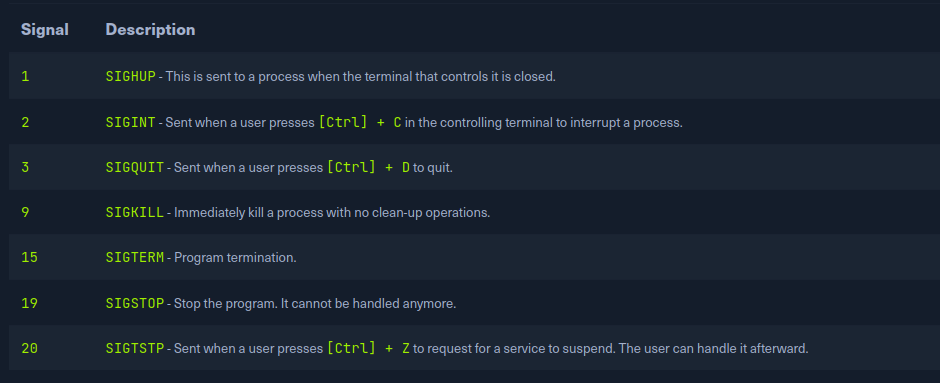 Signal Description
1 SIGHUP - This is sent to a process when the terminal that controls it is closed.
2 SIGINT - Sent when a user presses [Ctrl] + C in the controlling terminal to interrupt a process.
3 SIGQUIT - Sent when a user presses [Ctrl] + D to quit.
9 SIGKILL - Immediately kill a process with no clean-up operations.
15 SIGTERM - Program termination.
19 SIGSTOP - Stop the program. It cannot be handled anymore.
20 SIGTSTP - Sent when a user presses [Ctrl] + Z to request for a service to suspend. The user can handle it afterward.